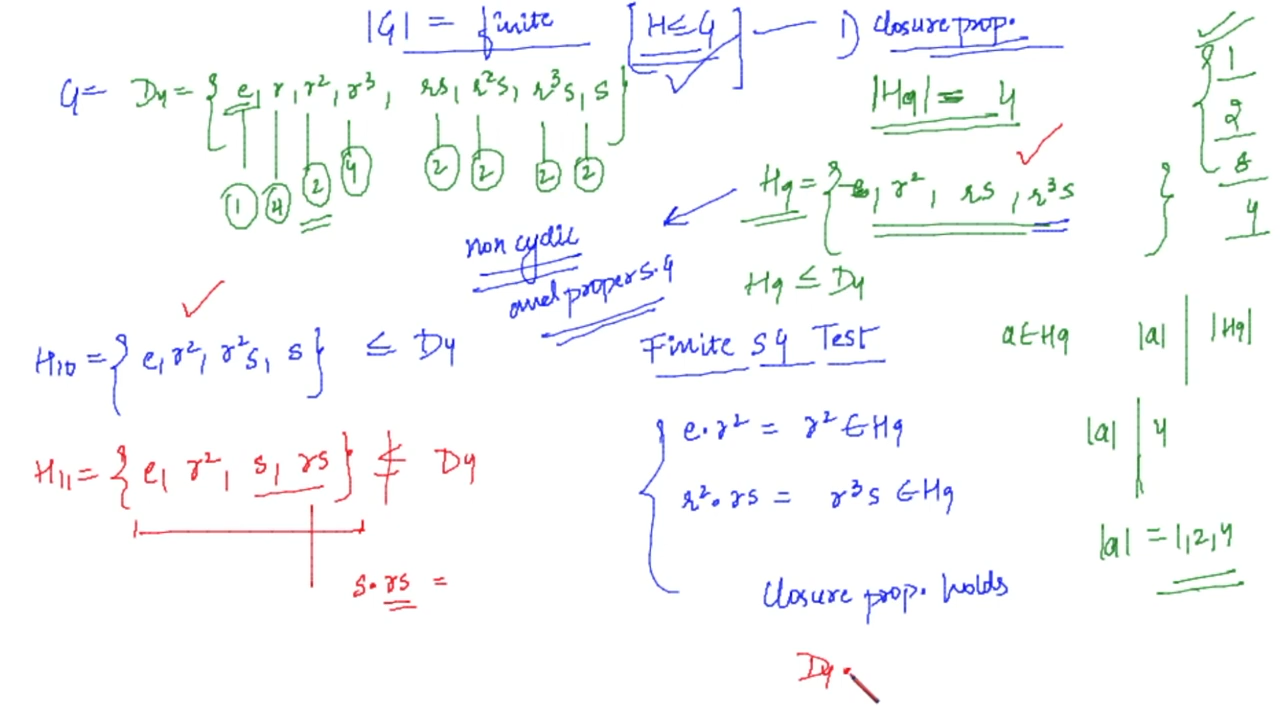 |G| = finite [H ≤ G] — 1) closure prop.
G = D4 = { e, r, r², r³, rs, r²s, r³s, s }
1 4 2 4 2 2 2 2
|H9| = 4
1
2
8
4
H9 = { e, r², rs, r³s }
non cyclic
and proper s.g
H9 ≤ D4
H10 = { e, r², r²s, s } ≤ D4
Finite SG Test
a ∈ H9 |a| | |H9|
H11 = { e, r², s, rs } ≰ D4
e·r² = r² ∈ H9
|a| | 4
r²·rs = r³s ∈ H9
|a| = 1, 2, 4
s·rs =
closure prop. holds
D4